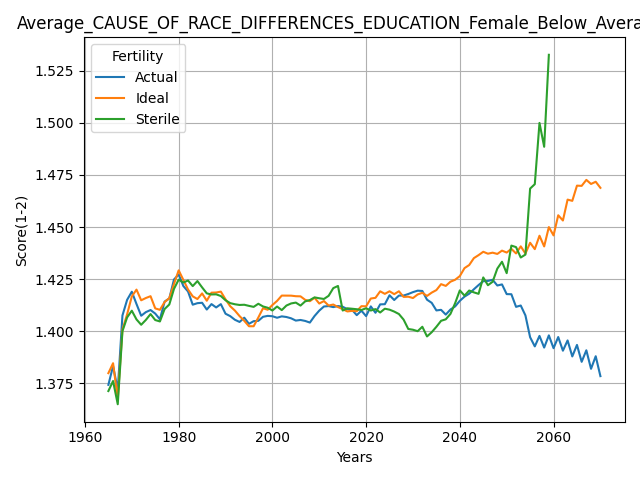 Average_CAUSE_OF_RACE_DIFFERENCES_EDUCATION_Female_Below_Avera
Fertility
Actual
Ideal
Sterile
Score(1-2)
1.525
1.500
1.475
1.450
1.425
1.400
1.375
1960 1980 2000 2020 2040 2060
Years